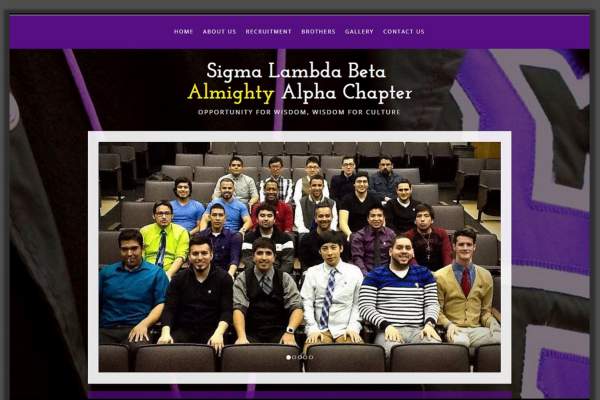 HOME ABOUT US RECRUITMENT BROTHERS GALLERY CONTACT US
Sigma Lambda Beta
Almighty Alpha Chapter
OPPORTUNITY FOR WISDOM, WISDOM FOR CULTURE